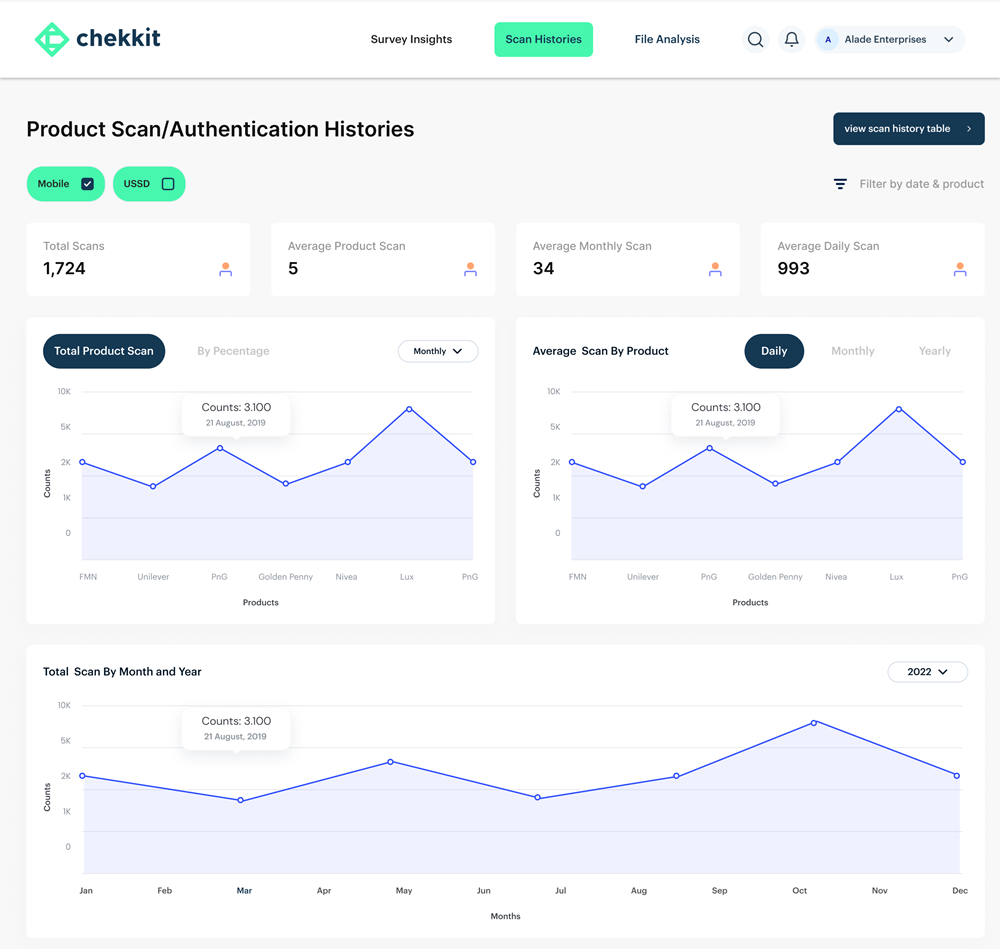 chekkit
Survey Insights
Scan Histories
File Analysis
A
Alade Enterprises
Product Scan/Authentication Histories
view scan history table
Mobile
USSD
Filter by date & product
Total Scans
1,724
Average Product Scan
5
Average Monthly Scan
34
Average Daily Scan
993
Total Product Scan
By Pecentage
Monthly
10K
5K
2K
1K
0
Counts
Counts: 3.100
21 August, 2019
FMN
Unilever
PnG
Golden Penny
Nivea
Lux
PnG
Products
Average Scan By Product
Daily
Monthly
Yearly
10K
5K
2K
1K
0
Counts
Counts: 3.100
21 August, 2019
FMN
Unilever
PnG
Golden Penny
Nivea
Lux
PnG
Products
Total Scan By Month and Year
2022
10K
5K
2K
1K
0
Counts
Counts: 3.100
21 August, 2019
Jan
Feb
Mar
Apr
May
Jun
Jul
Aug
Sep
Oct
Nov
Dec
Months